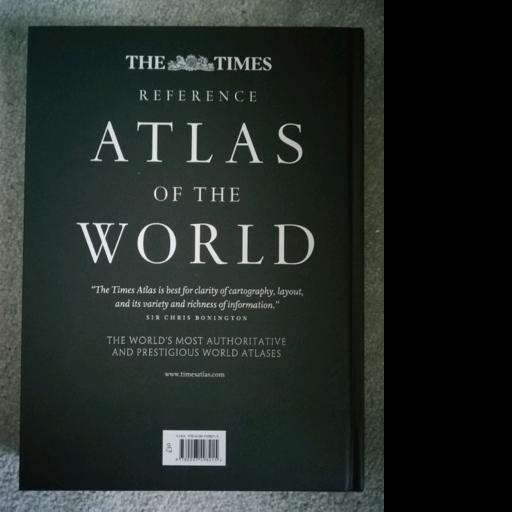 THE TIMES
REFERENCE
ATLAS
OF THE
WORLD
“The Times Atlas is best for clarity of cartography, layout,
and its variety and richness of information.”
SIR CHRIS BONINGTON
THE WORLD'S MOST AUTHORITATIVE
AND PRESTIGIOUS WORLD ATLASES
www.timesatlas.com